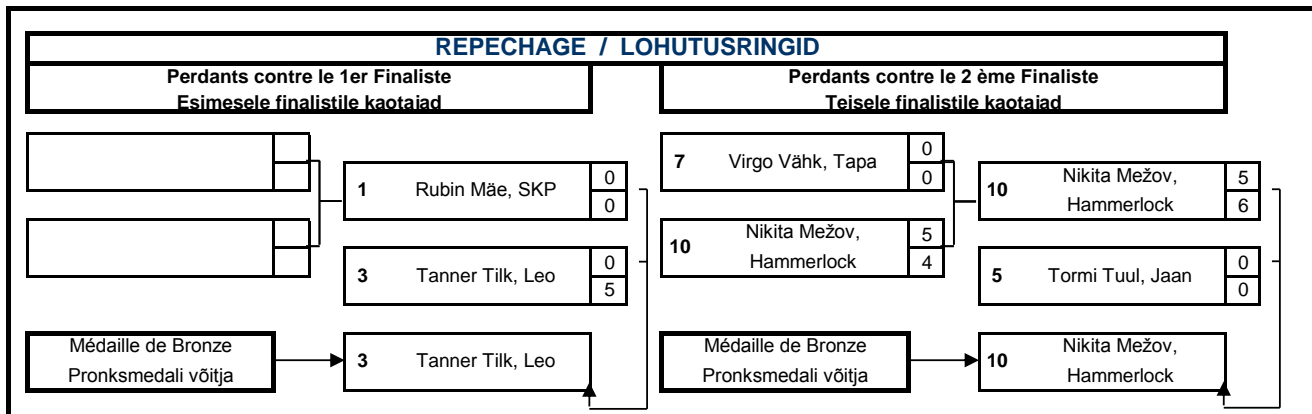 REPECHAGE / LOHUTUSRINGID
Perdants contre le 1er Finaliste
Esimesele finalistile kaotajad
Perdants contre le 2 ème Finaliste
Teisele finalistile kaotajad
1 Rubin Mäe, SKP 0
0
3 Tanner Tilk, Leo 0
5
Médaille de Bronze
Pronksmedali võitja
3 Tanner Tilk, Leo
7 Virgo Vähk, Tapa 0
0
10 Nikita Mežov, 5
Hammerlock 4
10 Nikita Mežov, 5
Hammerlock 6
5 Tormi Tuul, Jaan 0
0
Médaille de Bronze
Pronksmedali võitja
10 Nikita Mežov,
Hammerlock